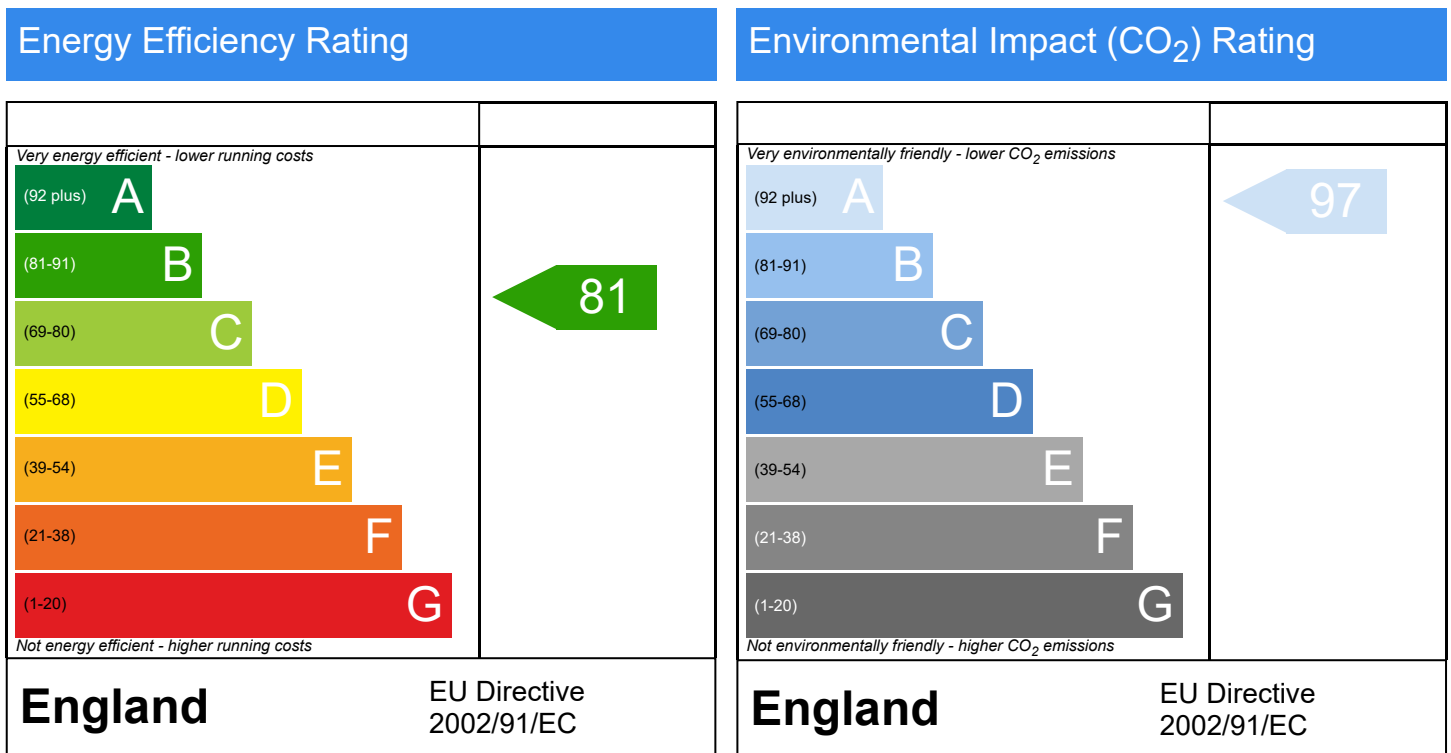 Energy Efficiency Rating
Very energy efficient - lower running costs
(92 plus) A
(81-91) B
(69-80) C
(55-68) D
(39-54) E
(21-38) F
(1-20) G
Not energy efficient - higher running costs
81
England
EU Directive
2002/91/EC
Environmental Impact (CO2) Rating
Very environmentally friendly - lower CO2 emissions
(92 plus) A
(81-91) B
(69-80) C
(55-68) D
(39-54) E
(21-38) F
(1-20) G
Not environmentally friendly - higher CO2 emissions
97
England
EU Directive
2002/91/EC